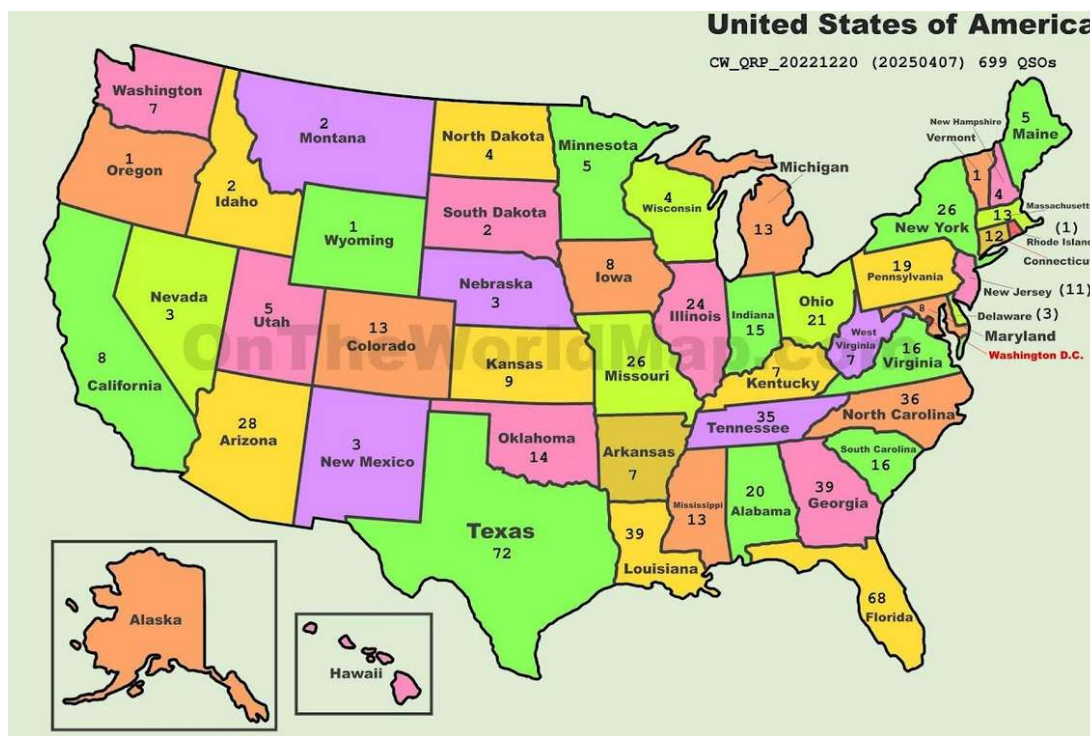 United States of America
CW_QRP_20221220 (20250407) 699 QSOs
Washington
7
1
Oregon
2
Idaho
2
Montana
North Dakota
4
Minnesota
5
South Dakota
2
1
Wyoming
4
Wisconsin
Michigan
13
New Hampshire
Vermont
5
Maine
1
4
Massachusetts
13
(1)
Rhode Island
12
Connecticut
26
New York
19
Pennsylvania
New Jersey (11)
Delaware (3)
8
Maryland
Washington D.C.
8
California
Nevada
3
5
Utah
13
Colorado
Nebraska
3
Kansas
9
8
Iowa
24
Illinois
Indiana
15
Ohio
21
West
Virginia
7
16
Virginia
7
Kentucky
26
Missouri
OnTheWorldMap.com
28
Arizona
3
New Mexico
Oklahoma
14
Arkansas
7
35
Tennessee
36
North Carolina
South Carolina
16
Mississippi
13
20
Alabama
39
Georgia
Texas
72
39
Louisiana
68
Florida
Alaska
Hawaii